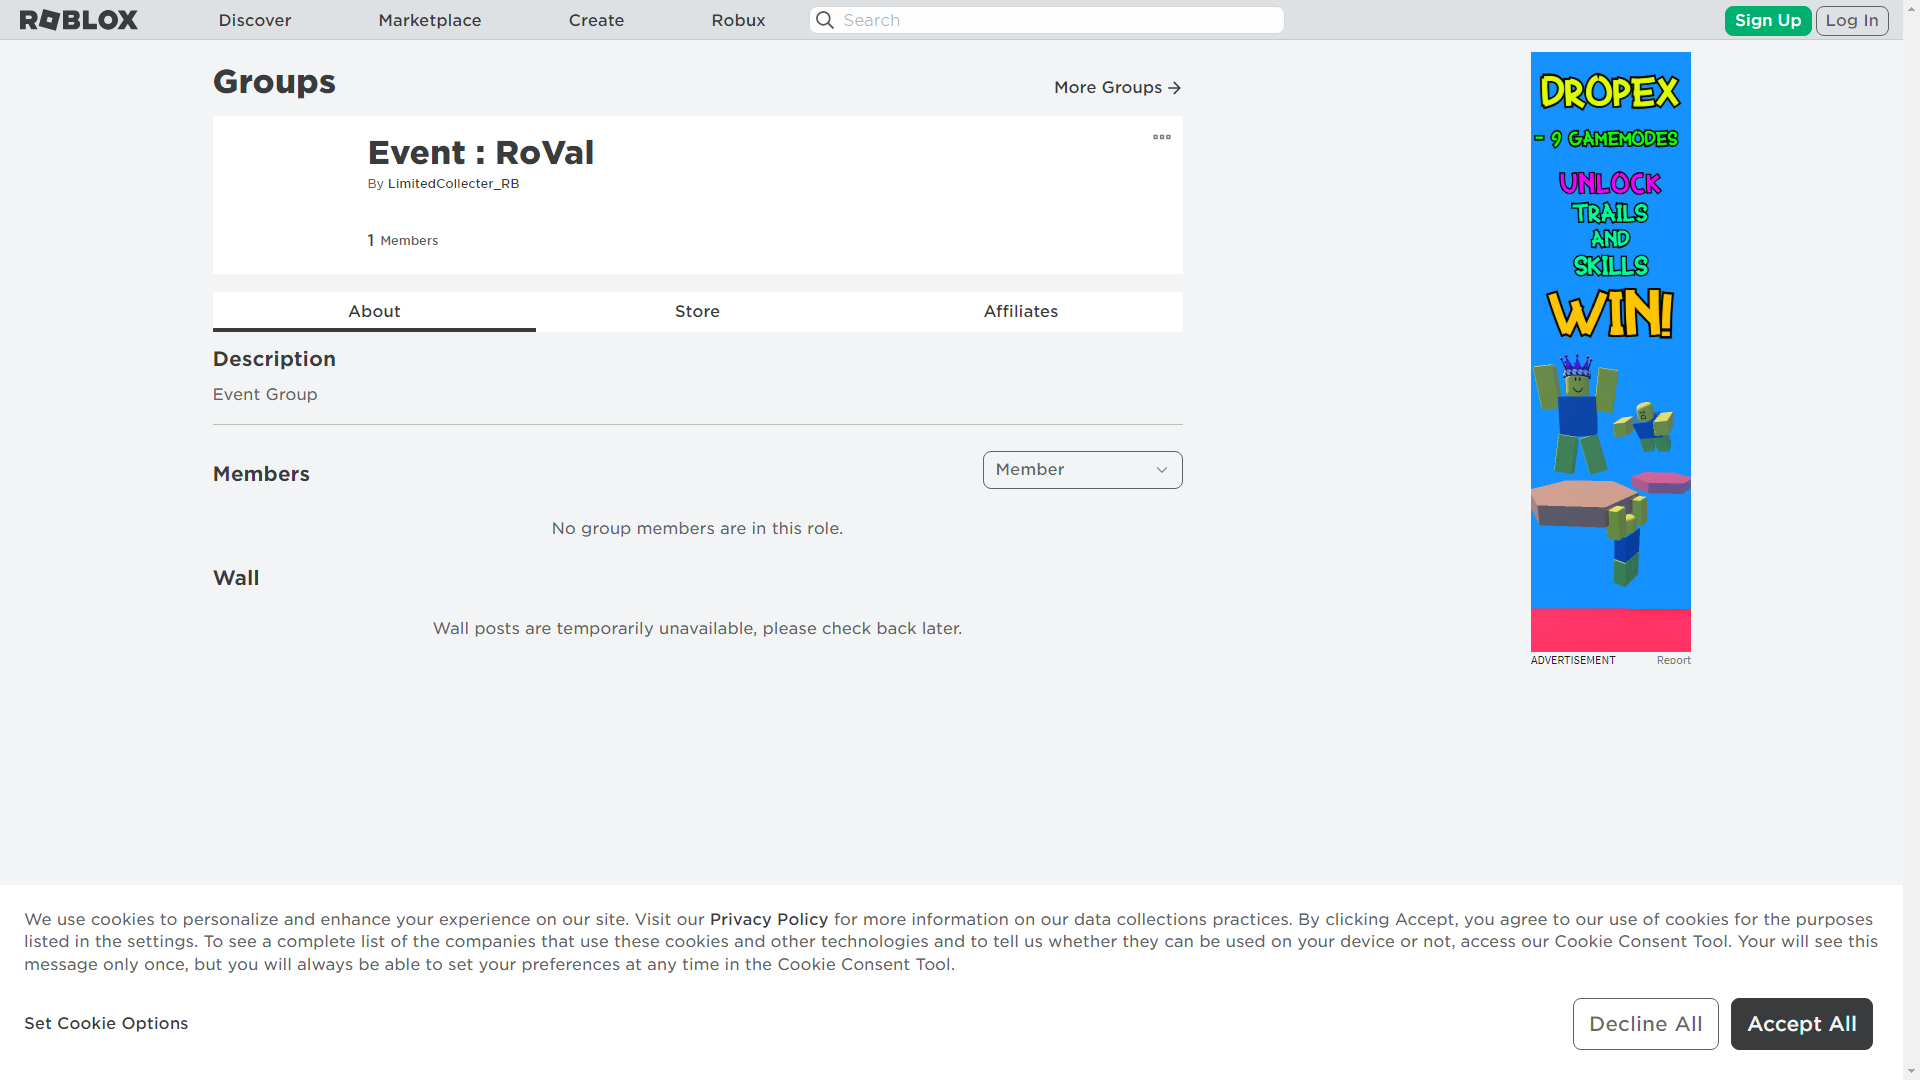 ROBLOX
Discover
Marketplace
Create
Robux
Search
Sign Up
Log In
Groups
More Groups
Event : RoVal
By LimitedCollecter_RB
1 Members
About
Store
Affiliates
Description
Event Group
Members
Member
No group members are in this role.
Wall
Wall posts are temporarily unavailable, please check back later.
DROPEX
- 9 GAMEMODES
UNLOCK
TRAILS
AND
SKILLS
WIN!
ADVERTISEMENT
Report
We use cookies to personalize and enhance your experience on our site. Visit our Privacy Policy for more information on our data collections practices. By clicking Accept, you agree to our use of cookies for the purposes
listed in the settings. To see a complete list of the companies that use these cookies and other technologies and to tell us whether they can be used on your device or not, access our Cookie Consent Tool. Your will see this
message only once, but you will always be able to set your preferences at any time in the Cookie Consent Tool.
Set Cookie Options
Decline All
Accept All